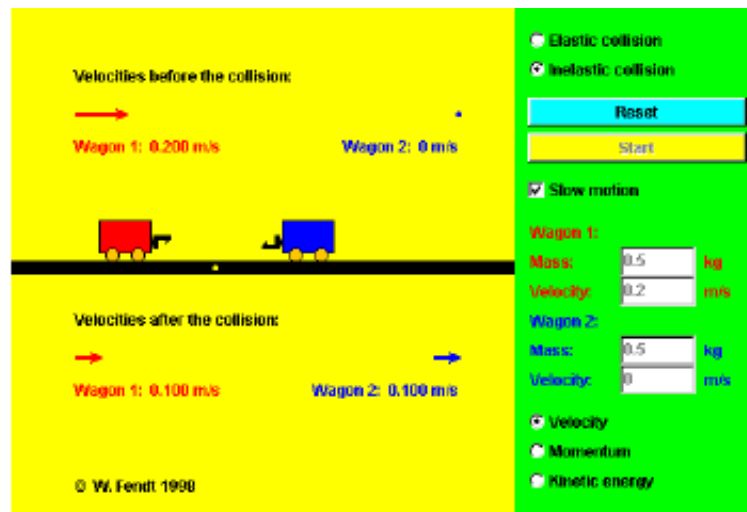 Velocities before the collision:
Wagon 1: 0.200 m/s
Wagon 2: 0 m/s
Velocities after the collision:
Wagon 1: 0.100 m/s
Wagon 2: 0.100 m/s
© W. Fendt 1998
Elastic collision
Inelastic collision
Reset
Start
Slow motion
Wagon 1:
Mass: 0.5 kg
Velocity: 0.2 m/s
Wagon 2:
Mass: 0.5 kg
Velocity: 0 m/s
Velocity
Momentum
Kinetic energy